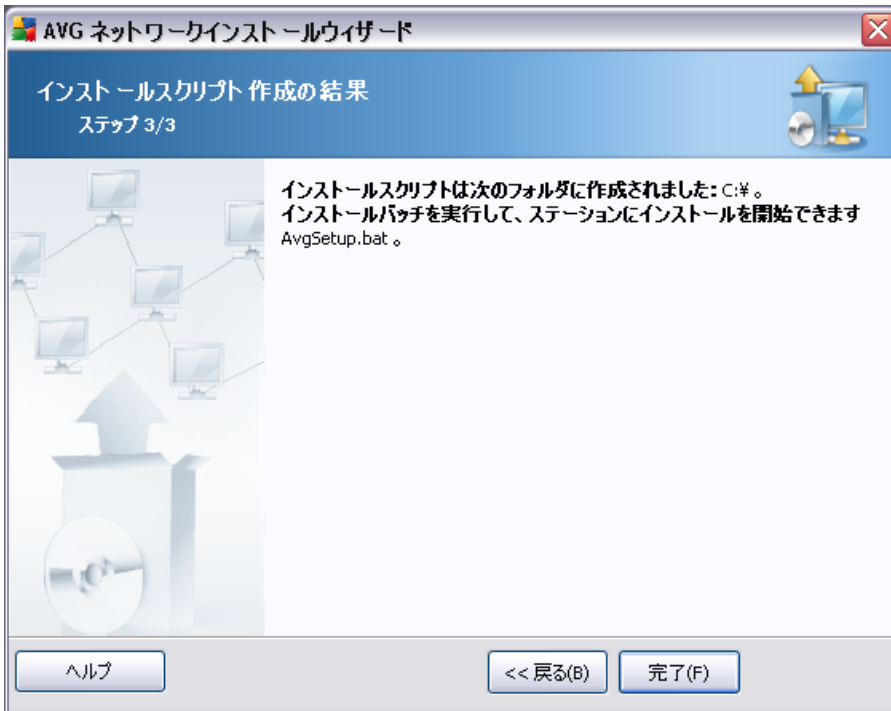 AVG ネットワークインストールウィザード
インストールスクリプト作成の結果
ステップ 3/3
インストールスクリプトは次のフォルダに作成されました: C:¥ 。
インストールバッチを実行して、ステーションにインストールを開始できます
AvgSetup.bat 。
ヘルプ
<< 戻る(B)
完了(F)